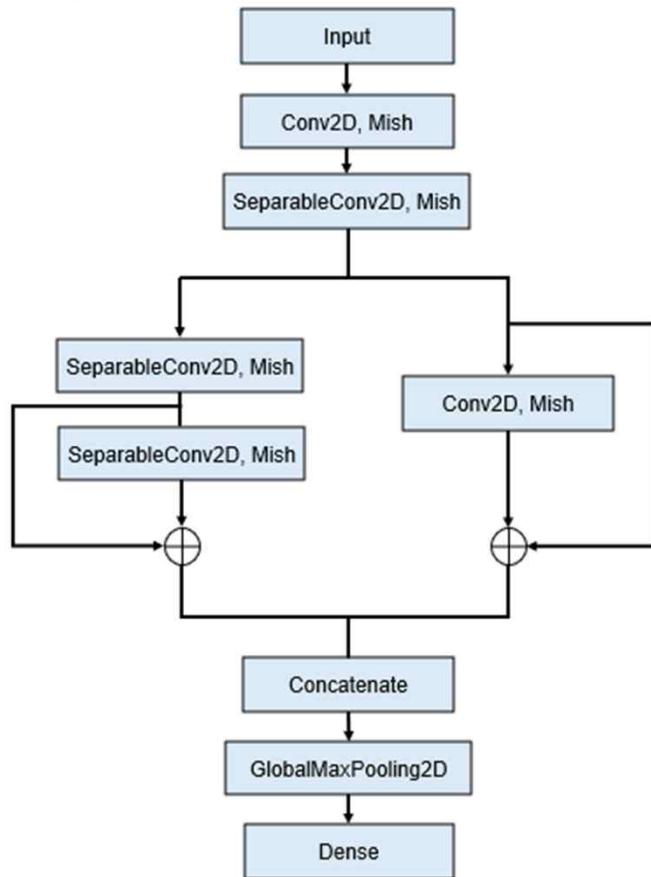 Input
Conv2D, Mish
SeparableConv2D, Mish
SeparableConv2D, Mish
Conv2D, Mish
SeparableConv2D, Mish
Concatenate
GlobalMaxPooling2D
Dense